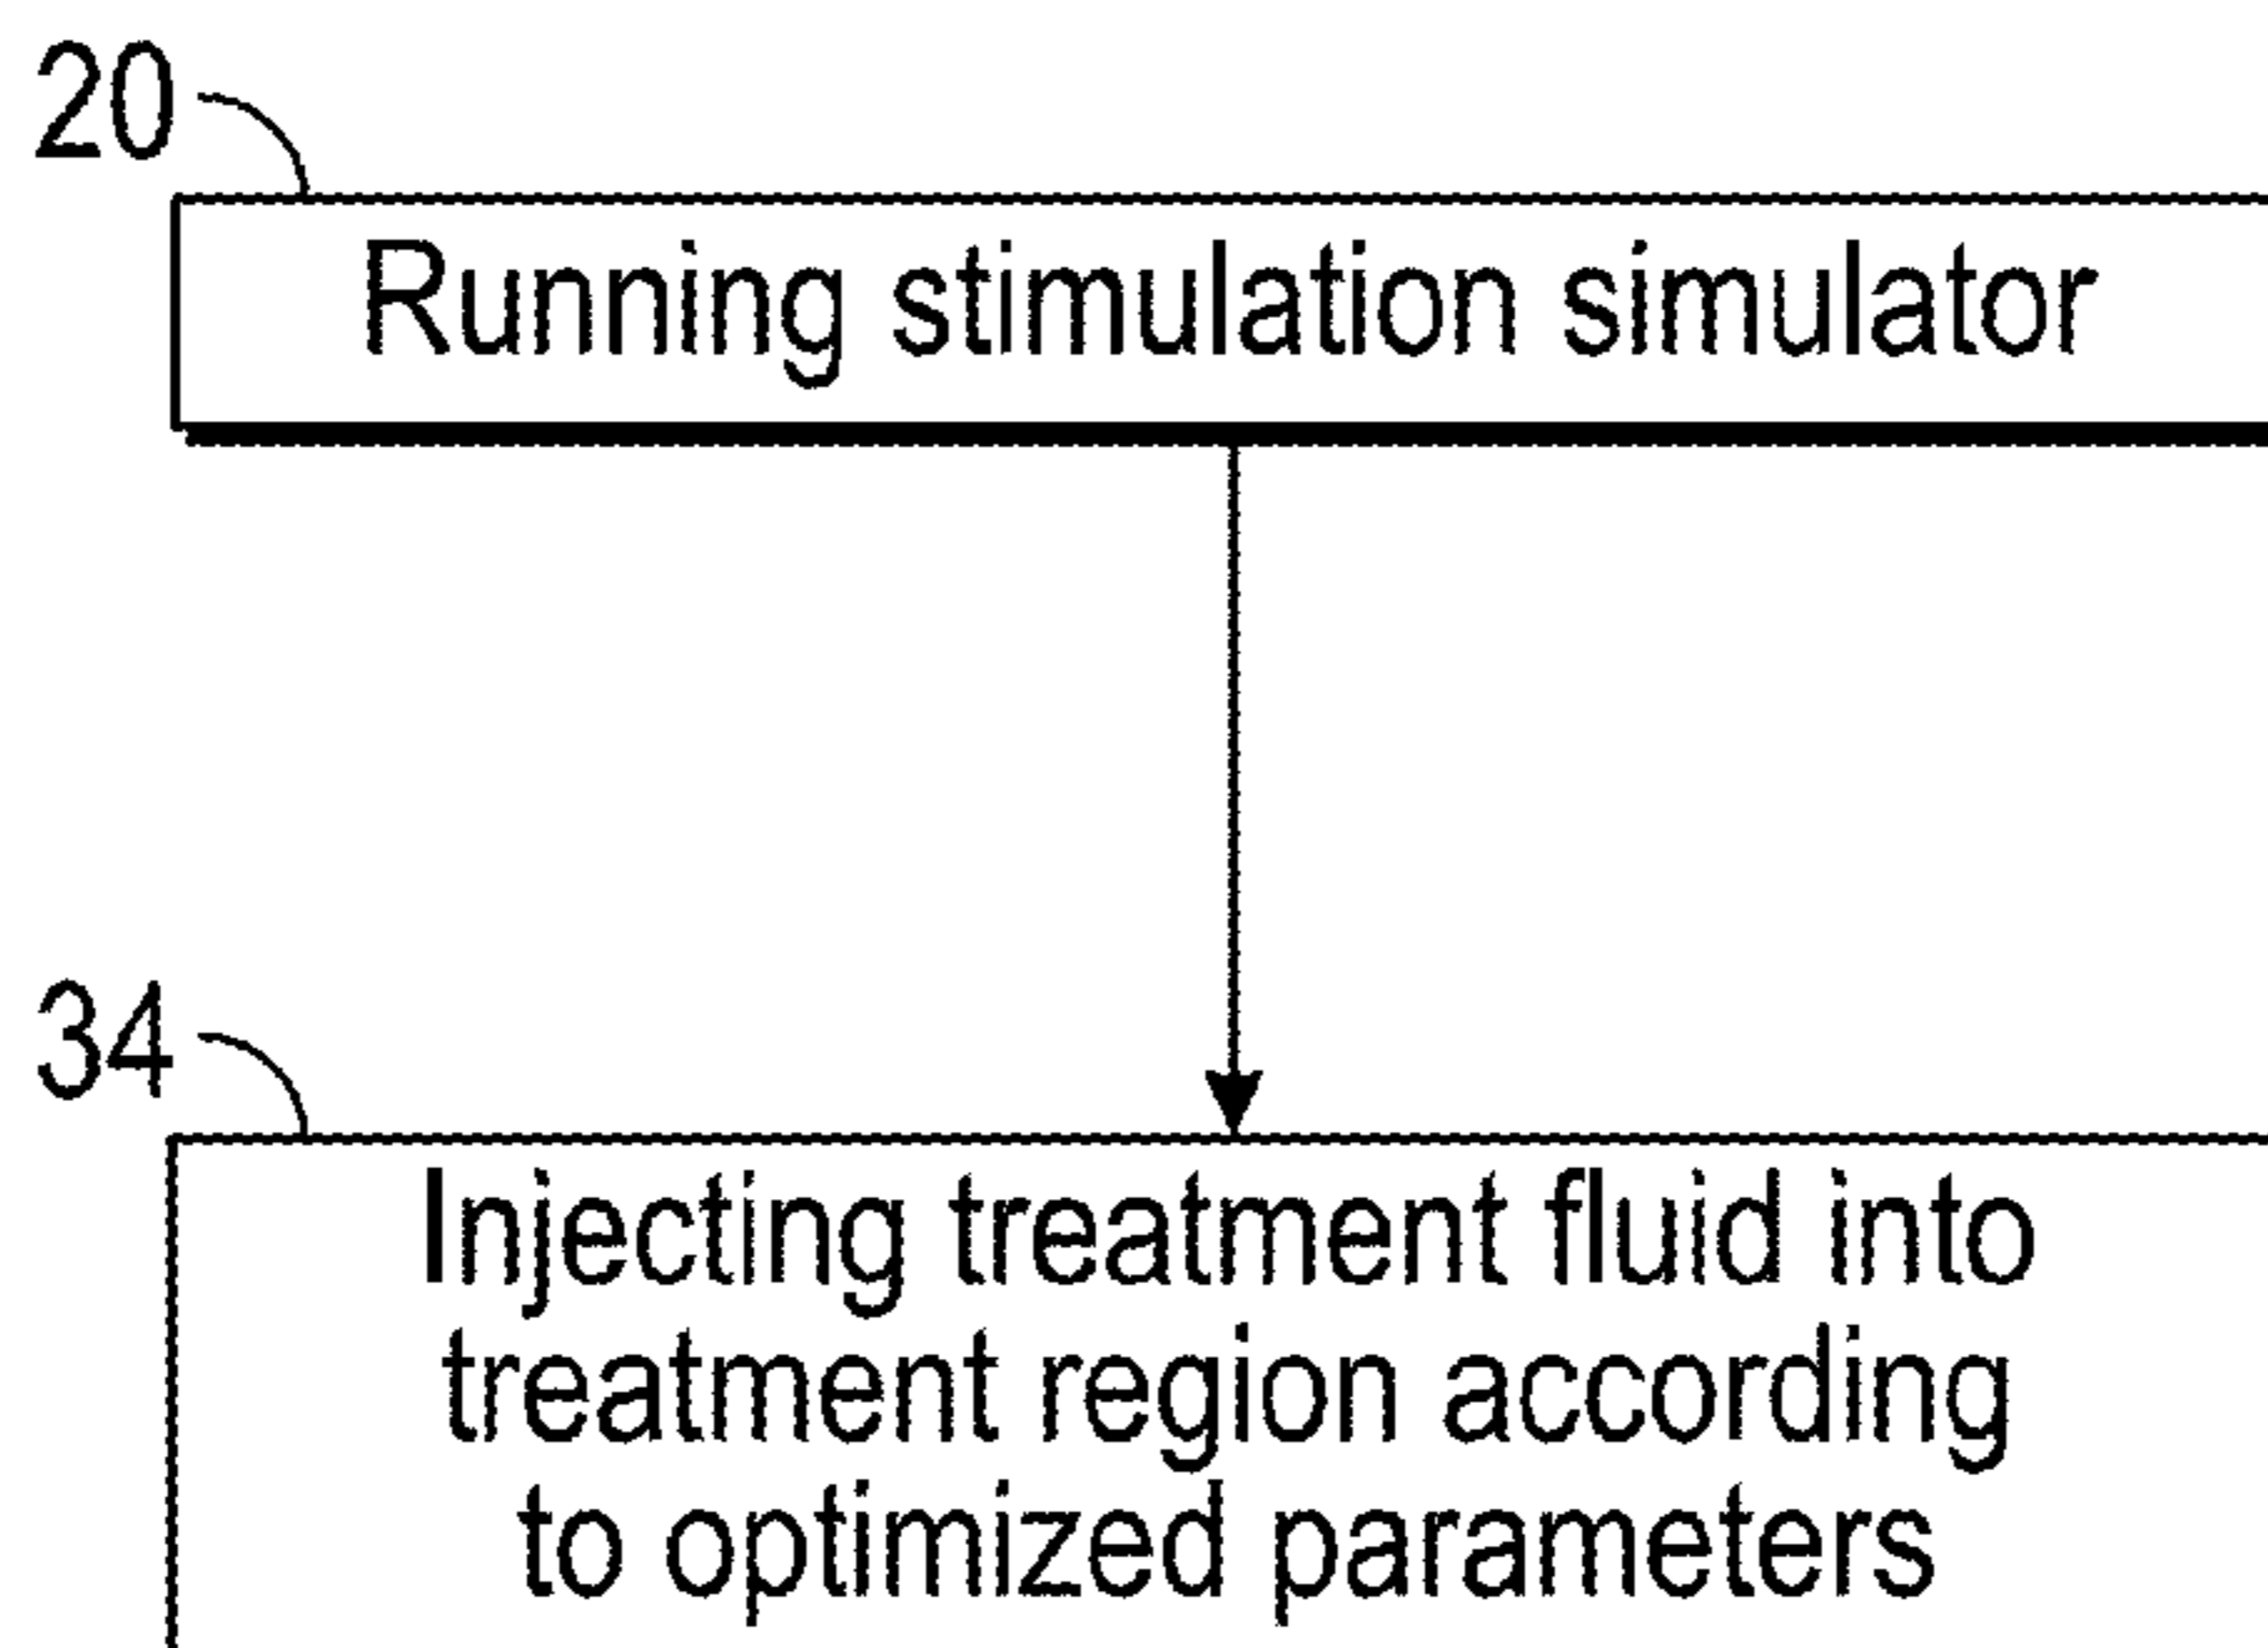 20
Running stimulation simulator
34
Injecting treatment fluid into
treatment region according
to optimized parameters